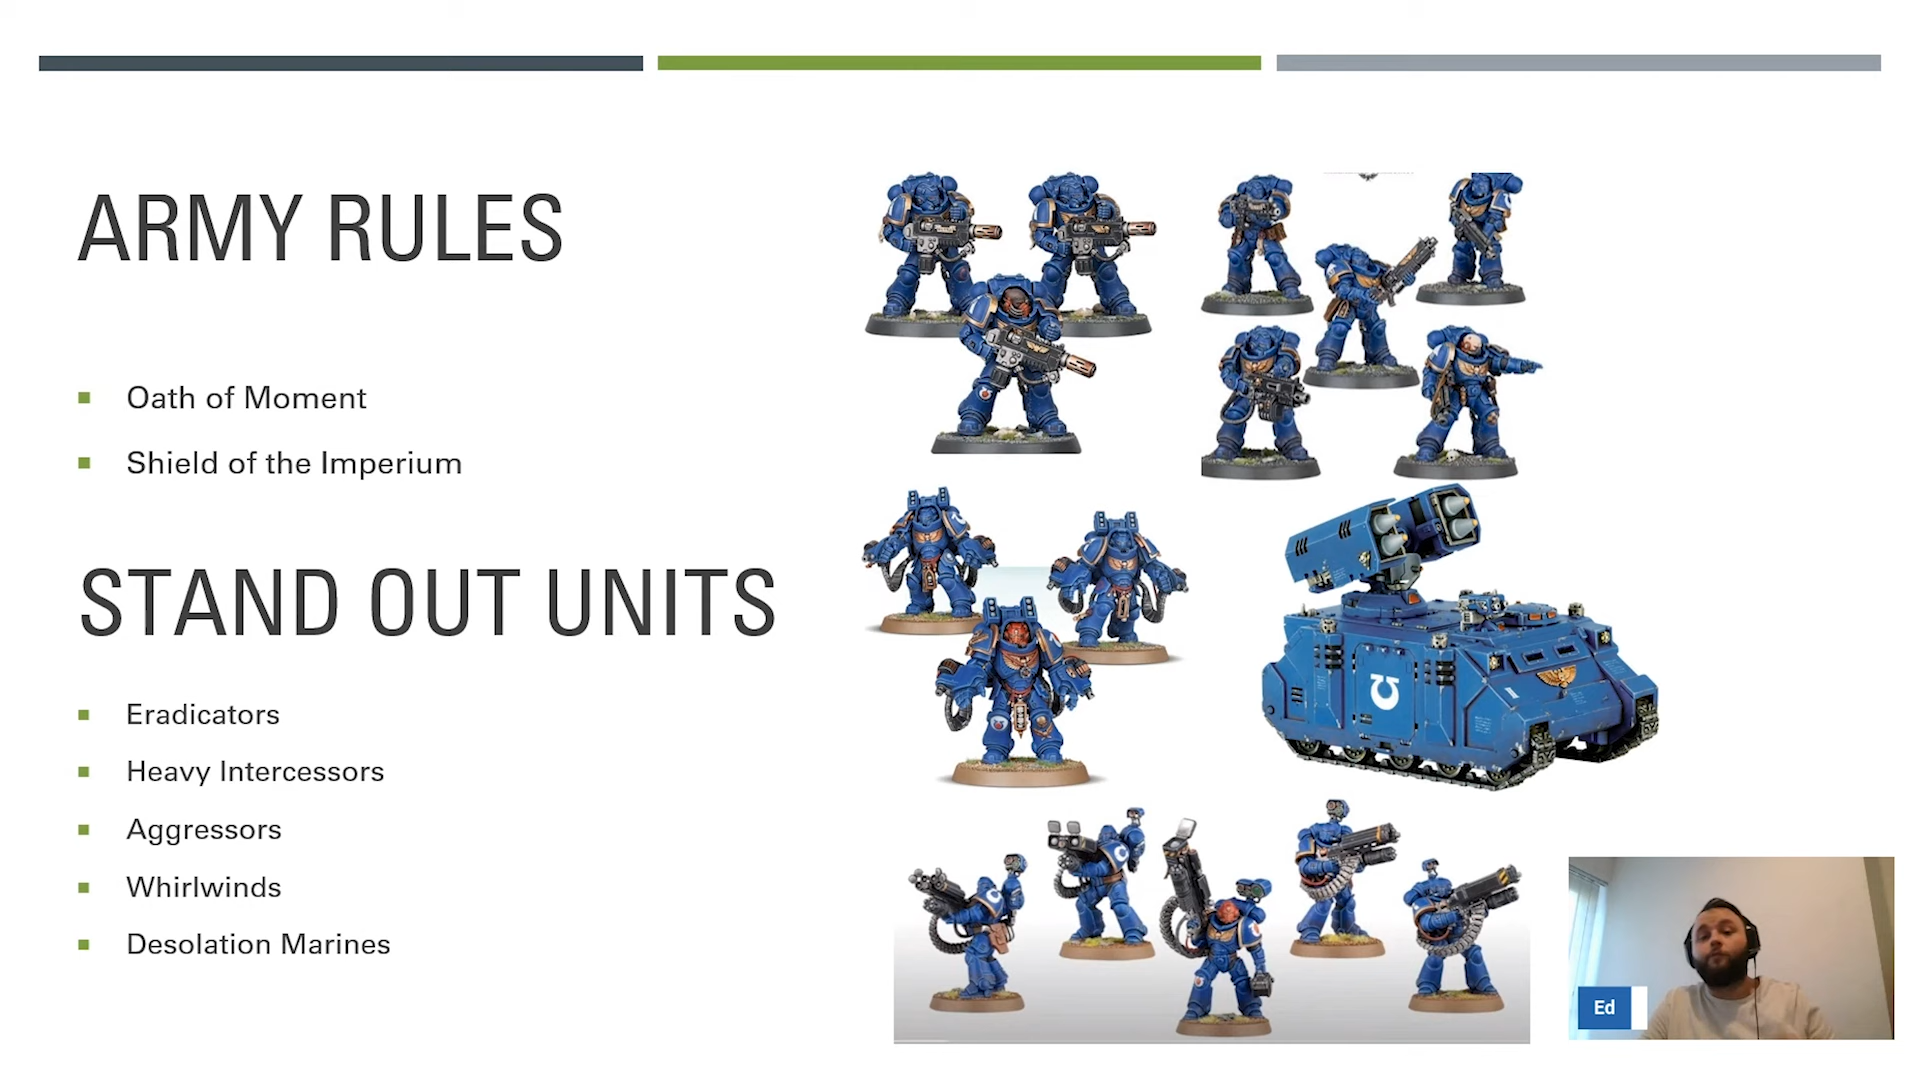 ARMY RULES
Oath of Moment
Shield of the Imperium
STAND OUT UNITS
Eradicators
Heavy Intercessors
Aggressors
Whirlwinds
Desolation Marines
Ed